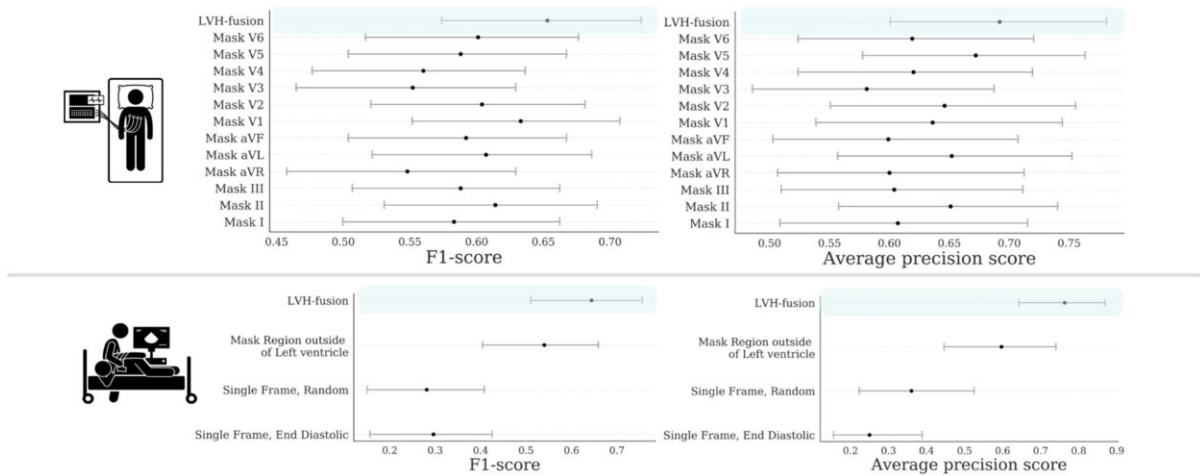 LVH-fusion
Mask V6
Mask V5
Mask V4
Mask V3
Mask V2
Mask V1
Mask aVF
Mask aVL
Mask aVR
Mask III
Mask II
Mask I
0.45 0.50 0.55 0.60 0.65 0.70
F1-score
LVH-fusion
Mask V6
Mask V5
Mask V4
Mask V3
Mask V2
Mask V1
Mask aVF
Mask aVL
Mask aVR
Mask III
Mask II
Mask I
0.50 0.55 0.60 0.65 0.70 0.75
Average precision score
LVH-fusion
Mask Region outside
of Left ventricle
Single Frame, Random
Single Frame, End Diastolic
0.2 0.3 0.4 0.5 0.6 0.7
F1-score
LVH-fusion
Mask Region outside
of Left ventricle
Single Frame, Random
Single Frame, End Diastolic
0.2 0.3 0.4 0.5 0.6 0.7 0.8 0.9
Average precision score